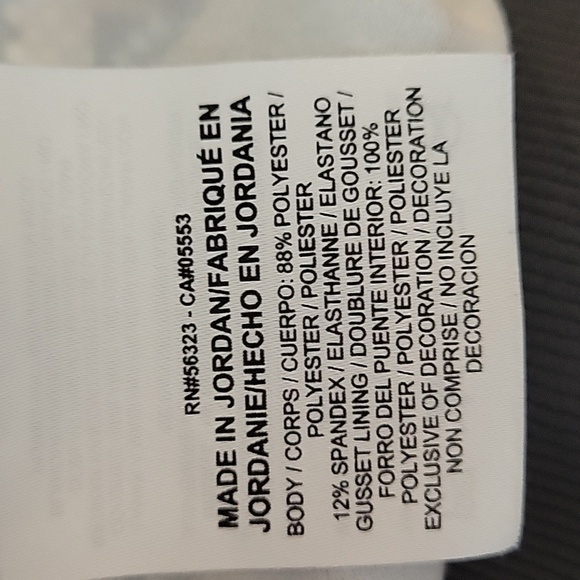 RN#56323 - CA#05553
MADE IN JORDAN/FABRIQUÉ EN
JORDANIE/HECHO EN JORDANIA
BODY / CORPS / CUERPO: 88% POLYESTER /
POLYESTER / POLIESTER
12% SPANDEX / ELASTHANNE / ELASTANO
GUSSET LINING / DOUBLURE DE GOUSSET /
FORRO DEL PUENTE INTERIOR: 100%
POLYESTER / POLYESTER / POLIESTER
EXCLUSIVE OF DECORATION / DECORATION
NON COMPRISE / NO INCLUYE LA
DECORACION